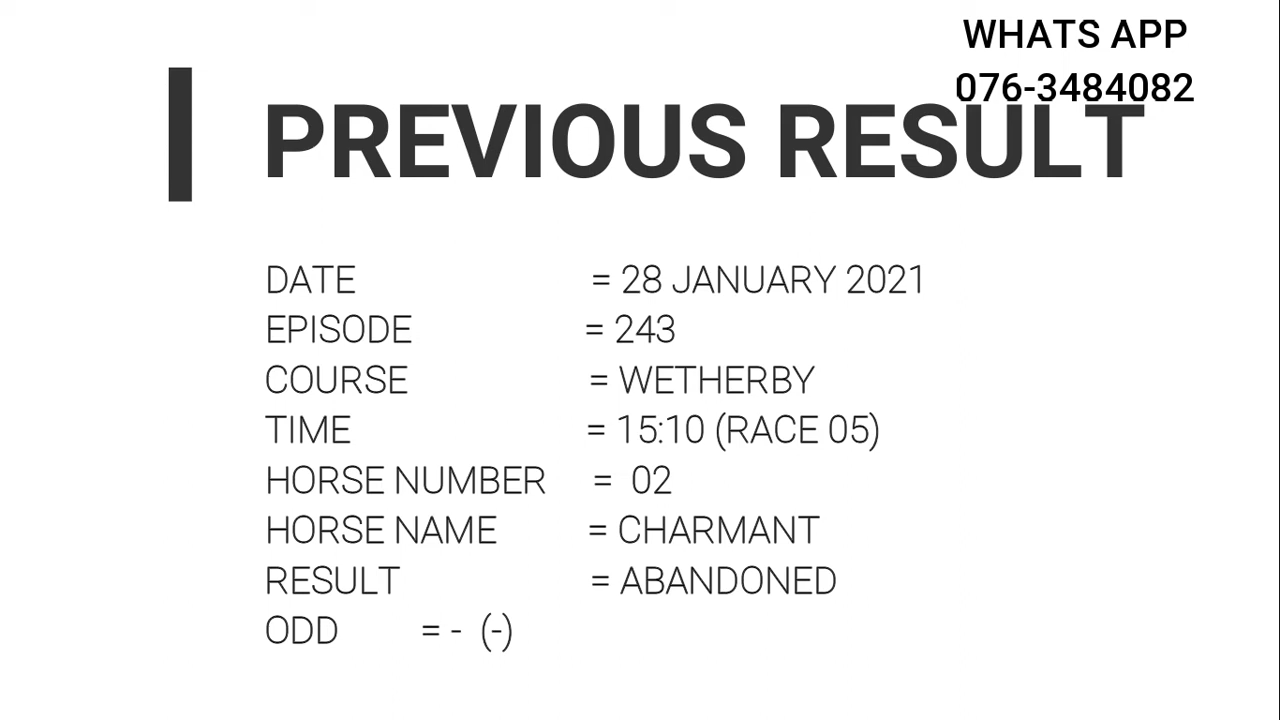 WHATS APP
076-3484082
PREVIOUS RESULT
DATE = 28 JANUARY 2021
EPISODE = 243
COURSE = WETHERBY
TIME = 15:10 (RACE 05)
HORSE NUMBER = 02
HORSE NAME = CHARMANT
RESULT = ABANDONED
ODD = - (-)